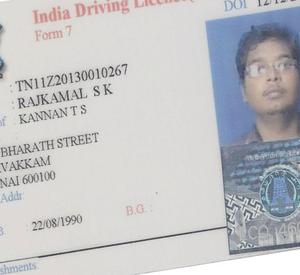 India Driving Licence
DOI 12/12/
Form 7
: TN11Z20130010267
: RAJKAMAL S K
of : KANNAN T S
BHARATH STREET
VAKKAM
NAI 600100
Addr:
B.G. :
B : 22/08/1990
shments